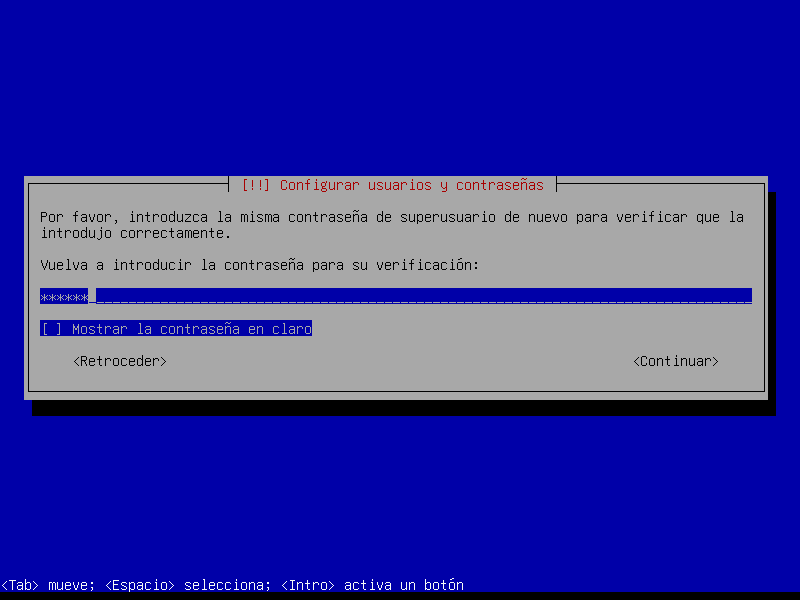 [!!] Configurar usuarios y contraseñas
Por favor, introduzca la misma contraseña de superusuario de nuevo para verificar que la
introdujo correctamente.
Vuelva a introducir la contraseña para su verificación:
******
[ ] Mostrar la contraseña en claro
<Retroceder> <Continuar>
<Tab> mueve; <Espacio> selecciona; <Intro> activa un botón